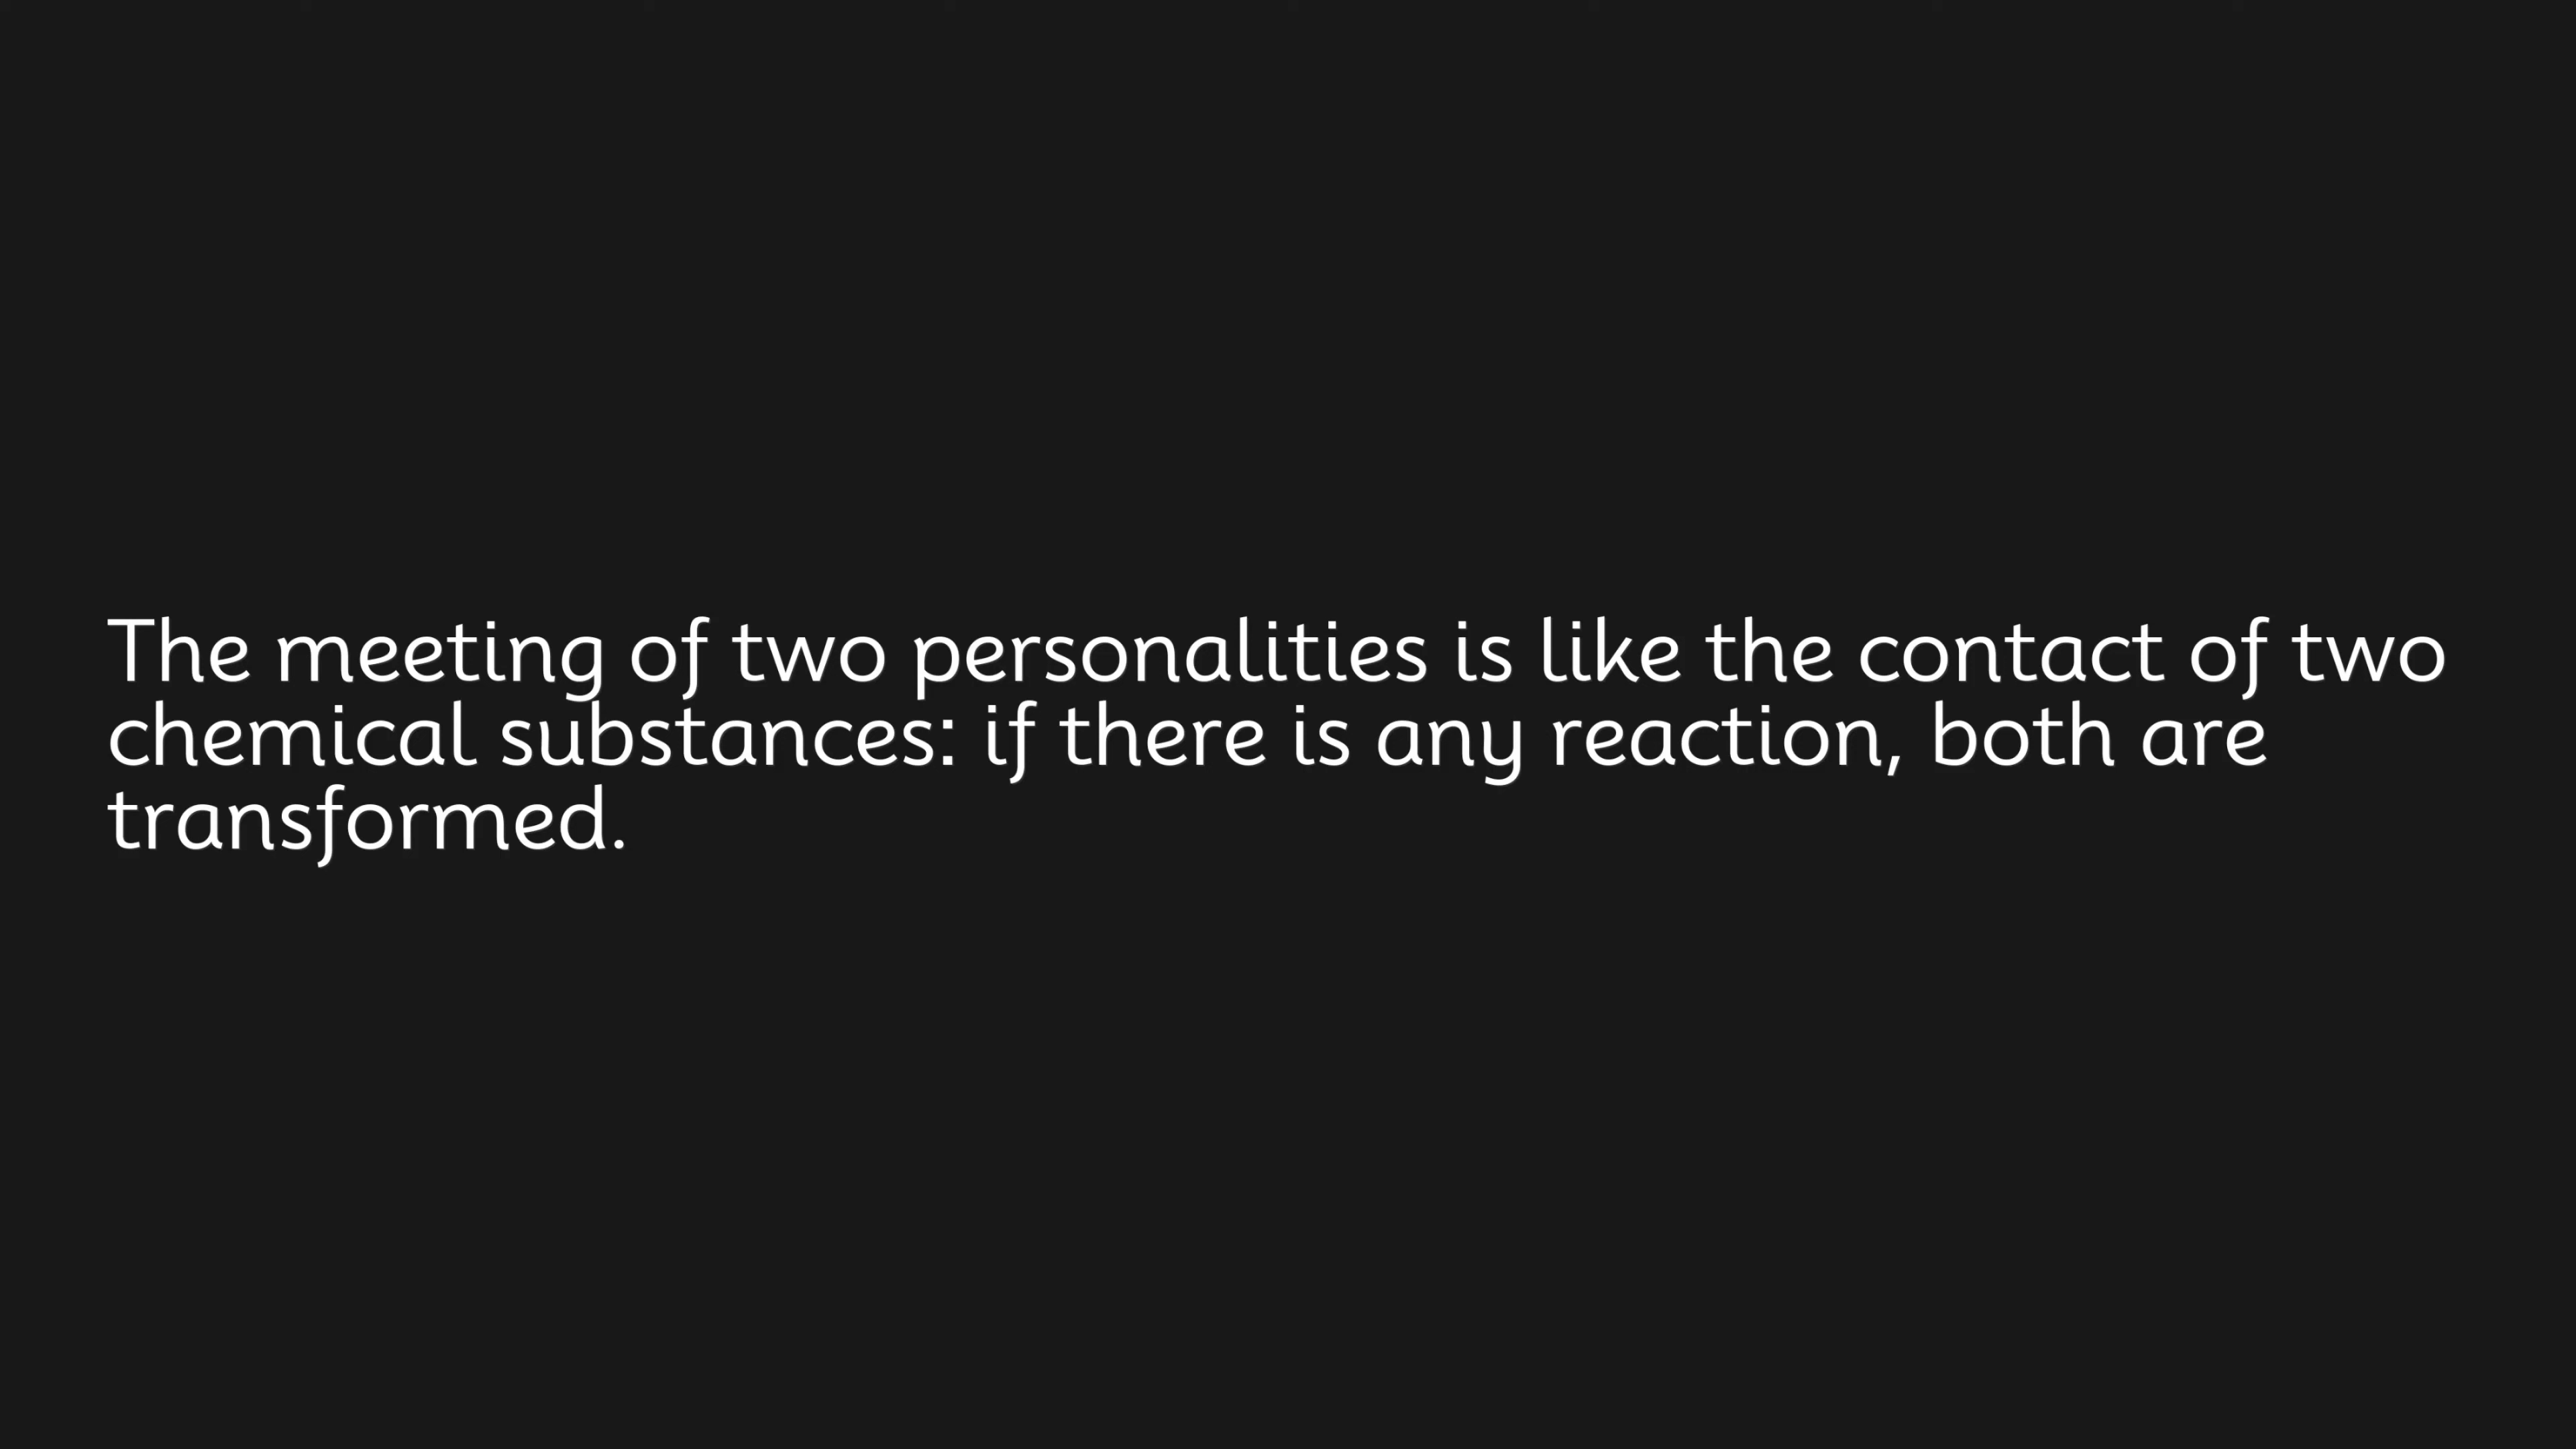 The meeting of two personalities is like the contact of two
chemical substances: if there is any reaction, both are
transformed.